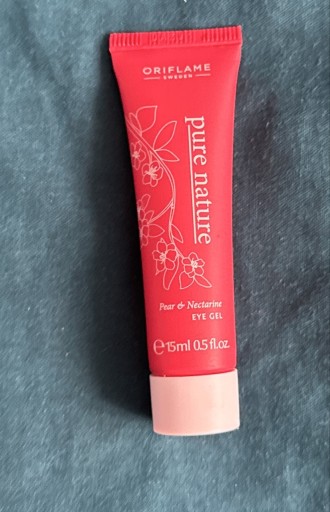 ORIFLAME
SWEDEN
pure nature
Pear & Nectarine
EYE GEL
e 15ml 0.5 fl.oz